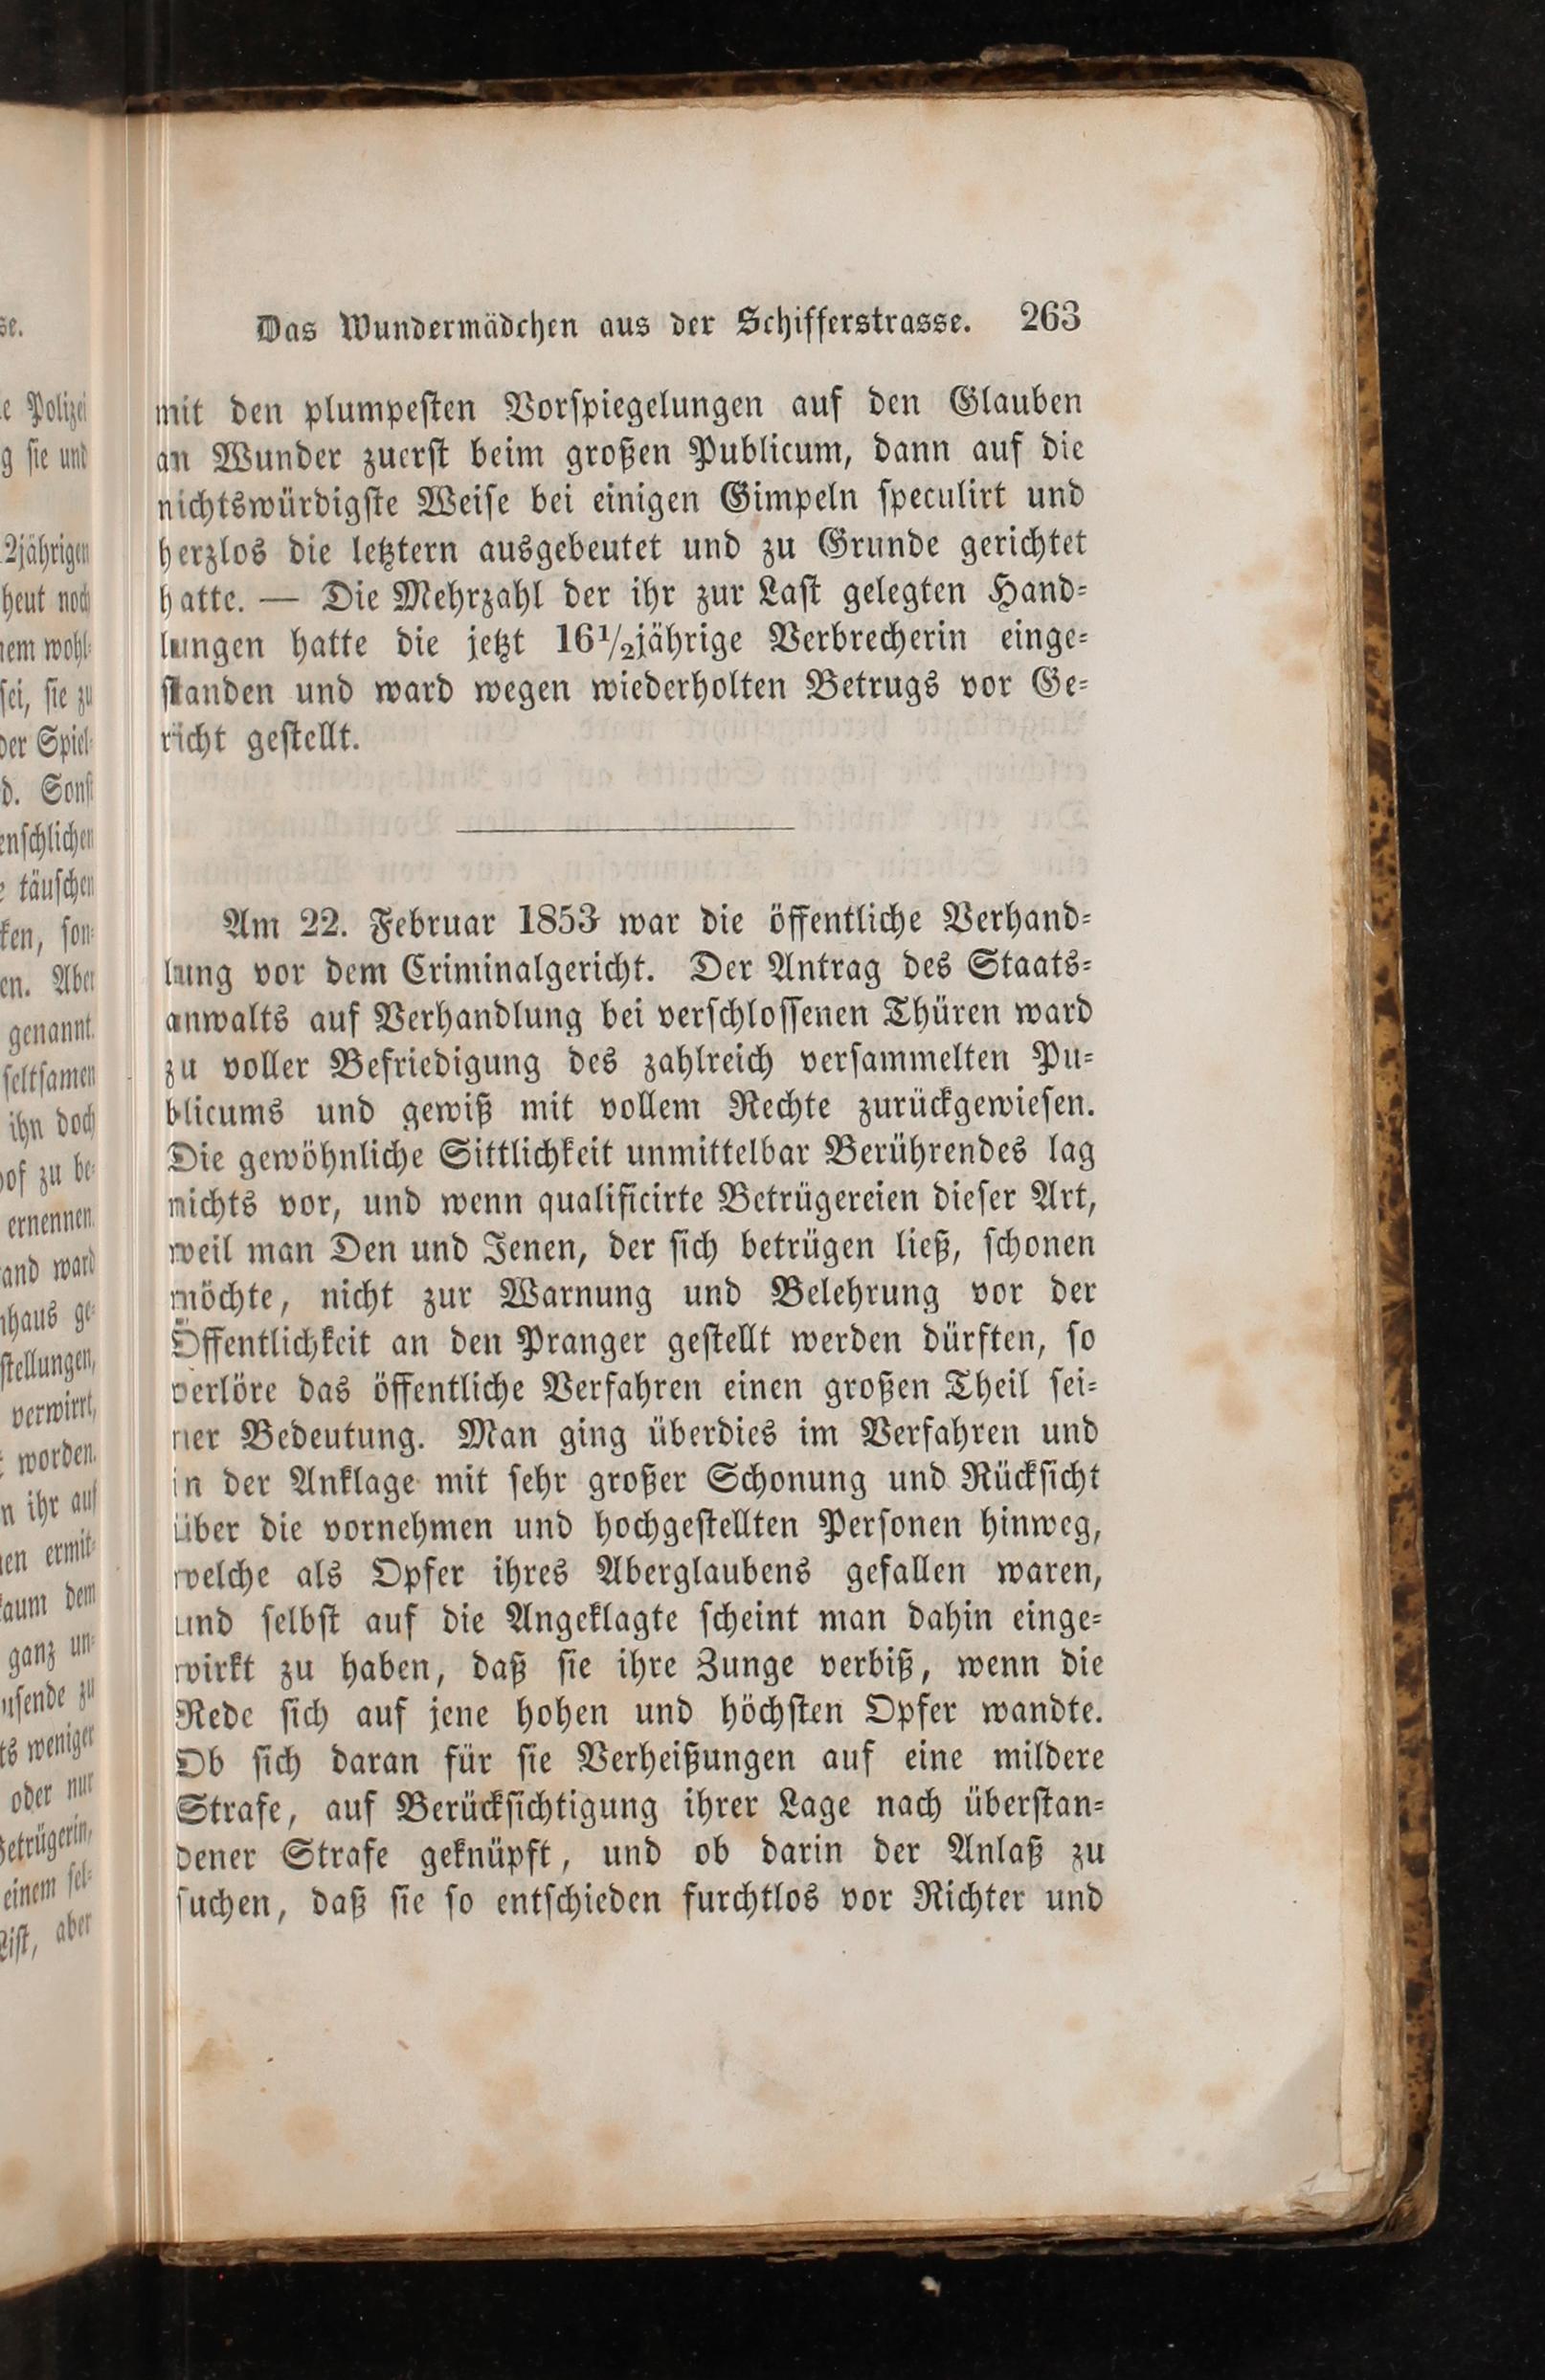 Das Wundermädchen aus der Schifferstrasse. 263
mit den plumpesten Vorspiegelungen auf den Glauben
an Wunder zuerst beim großen Publicum, dann auf die
nichtswürdigste Weise bei einigen Gimpeln speculirt und
herzlos die letztern ausgebeutet und zu Grunde gerichtet
hatte. — Die Mehrzahl der ihr zur Last gelegten Hand-
lungen hatte die jetzt 16½jährige Verbrecherin einge-
standen und ward wegen wiederholten Betrugs vor Ge-
richt gestellt.
Am 22. Februar 1853 war die öffentliche Verhand-
lung vor dem Criminalgericht. Der Antrag des Staats-
anwalts auf Verhandlung bei verschlossenen Thüren ward
zu voller Befriedigung des zahlreich versammelten Pu-
blicums und gewiß mit vollem Rechte zurückgewiesen.
Die gewöhnliche Sittlichkeit unmittelbar Berührendes lag
nichts vor, und wenn qualificirte Betrügereien dieser Art,
weil man Den und Jenen, der sich betrügen ließ, schonen
möchte, nicht zur Warnung und Belehrung vor der
Öffentlichkeit an den Pranger gestellt werden dürften, so
verlöre das öffentliche Verfahren einen großen Theil sei-
ner Bedeutung. Man ging überdies im Verfahren und
in der Anklage mit sehr großer Schonung und Rücksicht
über die vornehmen und hochgestellten Personen hinweg,
welche als Opfer ihres Aberglaubens gefallen waren,
und selbst auf die Angeklagte scheint man dahin einge-
wirkt zu haben, daß sie ihre Zunge verbiß, wenn die
Rede sich auf jene hohen und höchsten Opfer wandte.
Ob sich daran für sie Verheißungen auf eine mildere
Strafe, auf Berücksichtigung ihrer Lage nach überstan-
dener Strafe geknüpft, und ob darin der Anlaß zu
suchen, daß sie so entschieden furchtlos vor Richter und